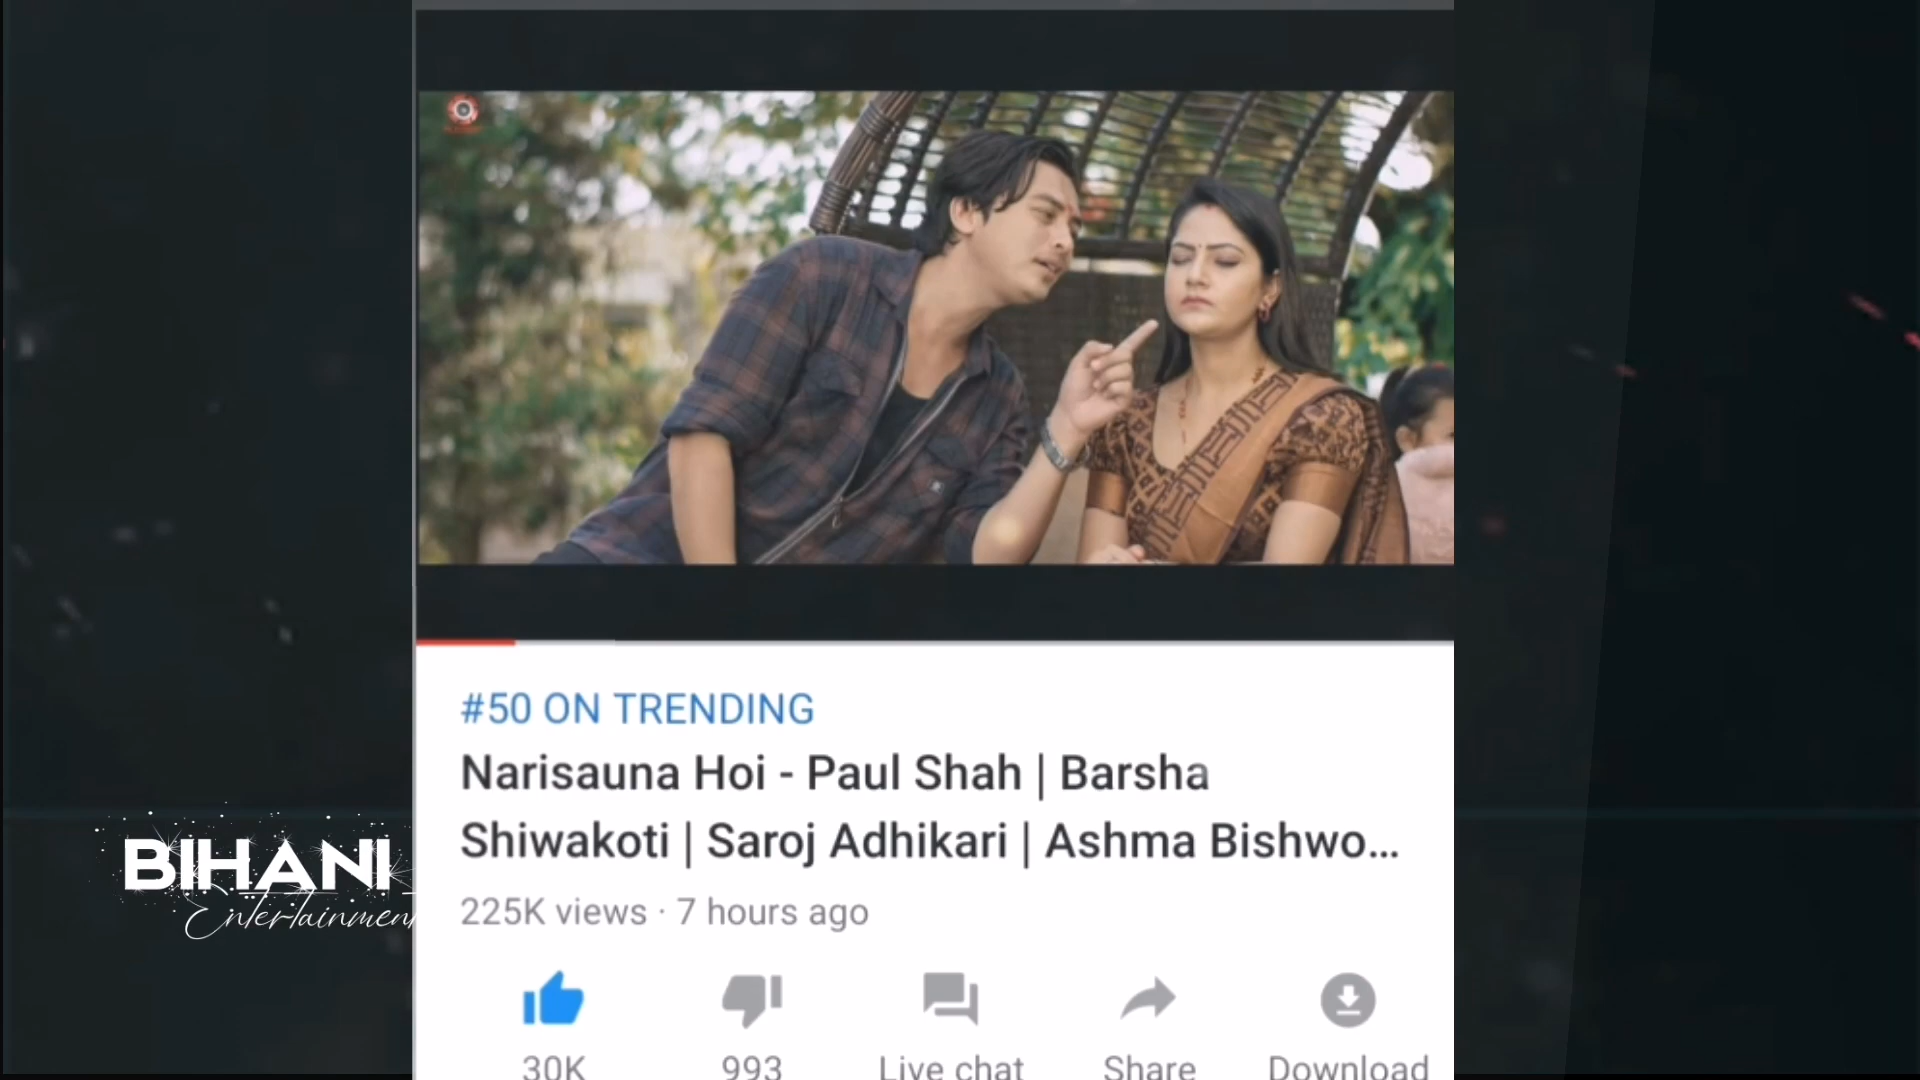 #50 ON TRENDING
Narisauna Hoi - Paul Shah | Barsha
Shiwakoti | Saroj Adhikari | Ashma Bishwo...
225K views · 7 hours ago
30K 993 Live chat Share Download
BIHANI
Entertainment